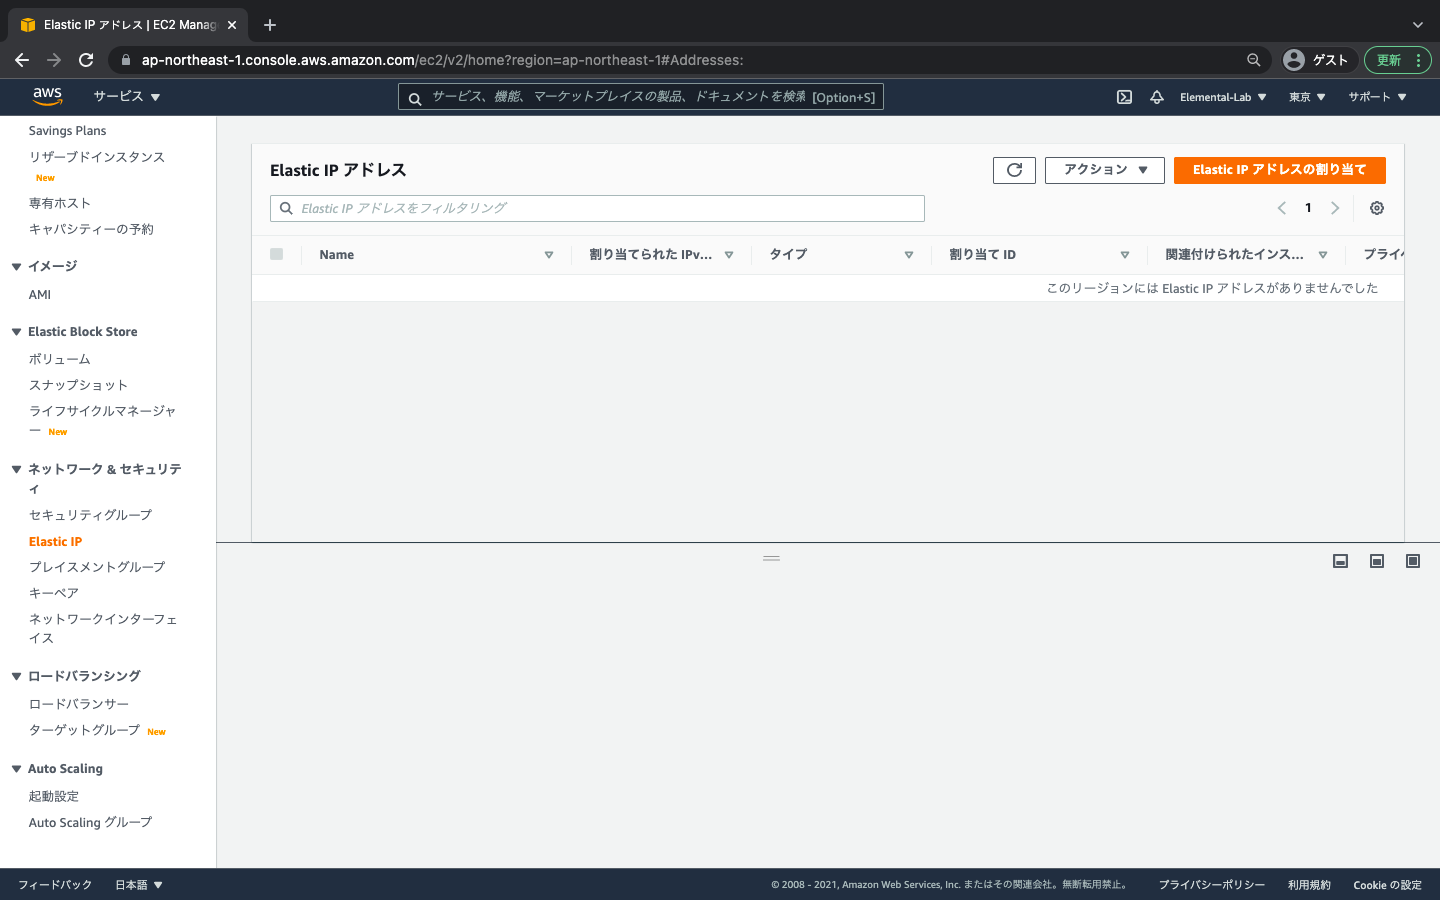 Elastic IP アドレス | EC2 Manag
ap-northeast-1.console.aws.amazon.com/ec2/v2/home?region=ap-northeast-1#Addresses:
ゲスト
更新
aws
サービス
サービス、機能、マーケットプレイスの製品、ドキュメントを検索 [Option+S]
Elemental-Lab
東京
サポート
Savings Plans
リザーブドインスタンス
New
専有ホスト
キャパシティーの予約
イメージ
AMI
Elastic Block Store
ボリューム
スナップショット
ライフサイクルマネージャ
ー New
ネットワーク & セキュリテ
ィ
セキュリティグループ
Elastic IP
プレイスメントグループ
キーペア
ネットワークインターフェ
イス
ロードバランシング
ロードバランサー
ターゲットグループ New
Auto Scaling
起動設定
Auto Scaling グループ
Elastic IP アドレス
アクション
Elastic IP アドレスの割り当て
Elastic IP アドレスをフィルタリング
1
Name
割り当てられた IPv...
タイプ
割り当て ID
関連付けられたインス...
プライベ
このリージョンには Elastic IP アドレスがありませんでした
フィードバック
日本語
© 2008 - 2021, Amazon Web Services, Inc. またはその関連会社。無断転用禁止。
プライバシーポリシー
利用規約
Cookie の設定